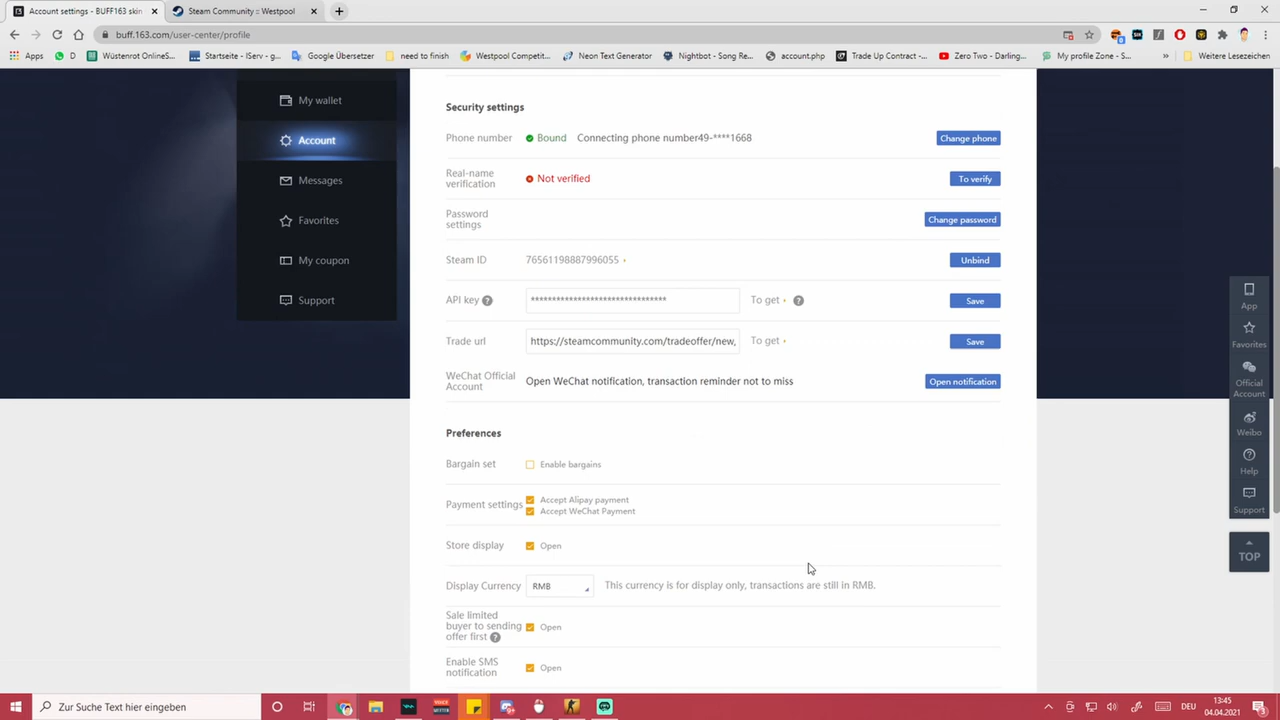 Account settings - BUFF163 skin
Steam Community :: Westpool
buff.163.com/user-center/profile
Apps
D
Wüstenrot OnlineS...
Startseite - IServ - g...
Google Übersetzer
need to finish
Westpool Competit...
Neon Text Generator
Nightbot - Song Re...
account.php
Trade Up Contract -...
Zero Two - Darling...
My profile Zone - S...
»
Weitere Lesezeichen
My wallet
Account
Messages
Favorites
My coupon
Support
Security settings
Phone number Bound Connecting phone number49-****1668 Change phone
Real-name
verification
Not verified To verify
Password
settings
Change password
Steam ID 76561198887996055 Unbind
API key ? ******************************** To get ? Save
Trade url https://steamcommunity.com/tradeoffer/new, To get Save
WeChat Official
Account
Open WeChat notification, transaction reminder not to miss Open notification
Preferences
Bargain set Enable bargains
Payment settings Accept Alipay payment
Accept WeChat Payment
Store display Open
Display Currency RMB This currency is for display only, transactions are still in RMB.
Sale limited
buyer to sending
offer first ?
Open
Enable SMS
notification
Open
App
Favorites
Official
Account
Weibo
Help
Support
TOP
Zur Suche Text hier eingeben
DEU
13:45
04.04.2021